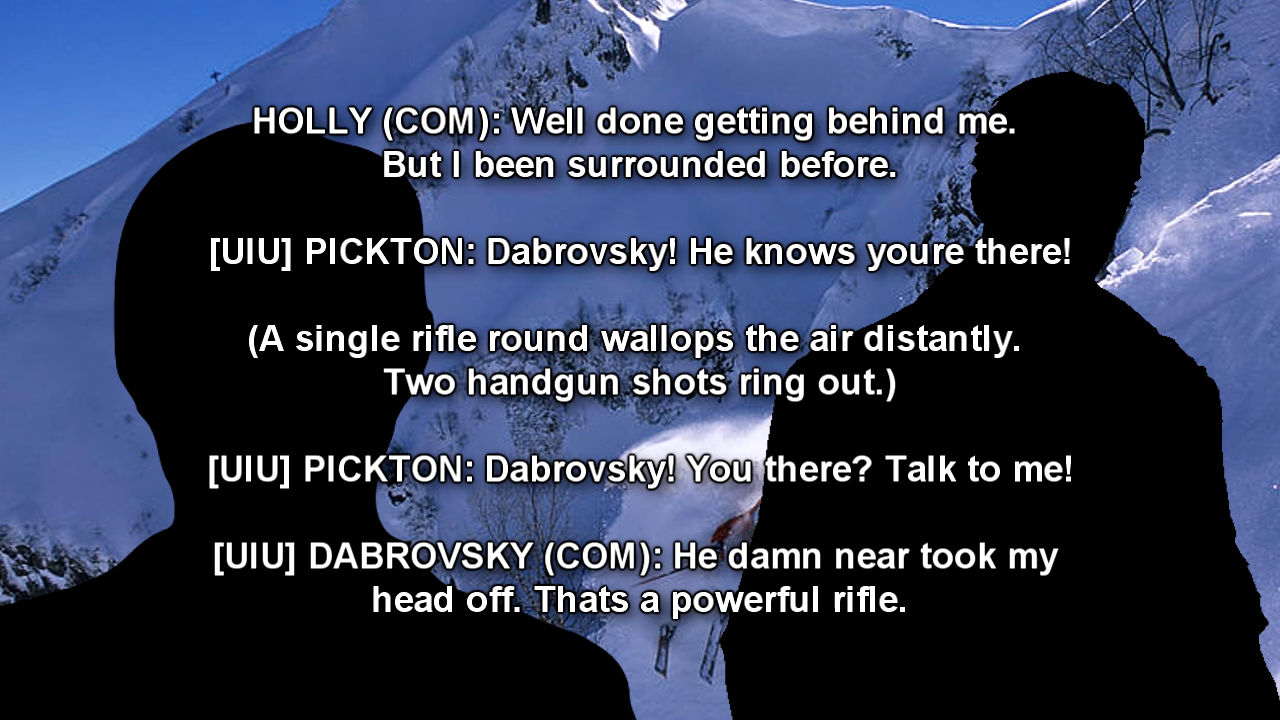 HOLLY (COM): Well done getting behind me.
But I been surrounded before.
[UIU] PICKTON: Dabrovsky! He knows youre there!
(A single rifle round wallops the air distantly.
Two handgun shots ring out.)
[UIU] PICKTON: Dabrovsky! You there? Talk to me!
[UIU] DABROVSKY (COM): He damn near took my
head off. Thats a powerful rifle.